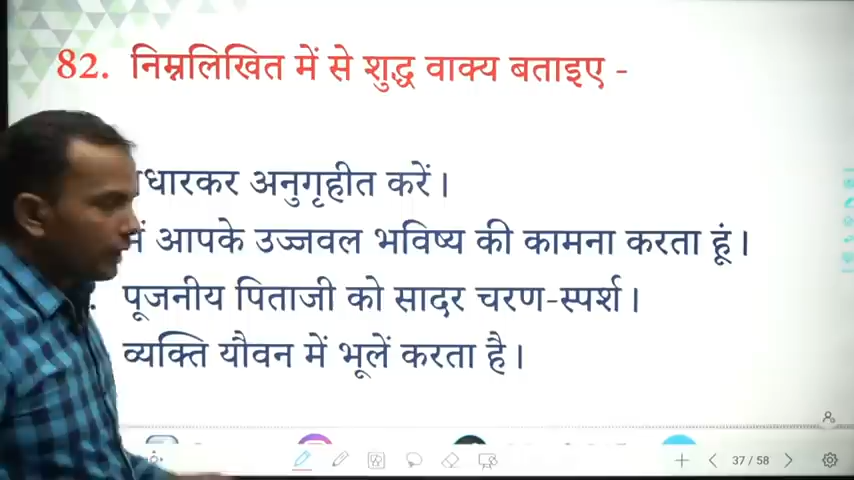 82. निम्नलिखित में से शुद्ध वाक्य बताइए -
अनुगृहीत करें।
आपके उज्जवल भविष्य की कामना करता हूं।
पूजनीय पिताजी को सादर चरण-स्पर्श।
व्यक्ति यौवन में भूलें करता है।
37 / 58